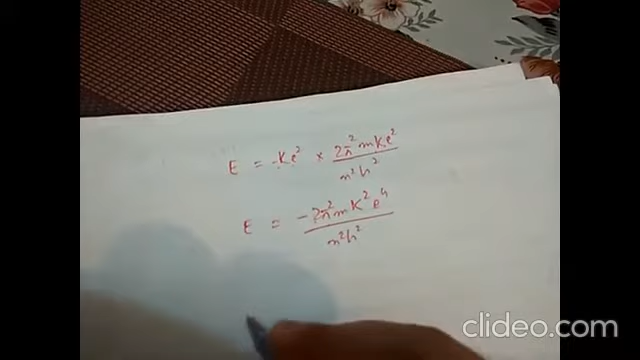 E = -Ke² × 2π²mKe² / n²h²
E = -2π²mK²e⁴ / n²h²
clideo.com